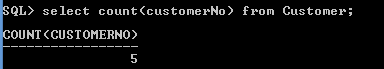 SQL> select count(customerNo) from Customer;
COUNT(CUSTOMERNO)
-----------------
5